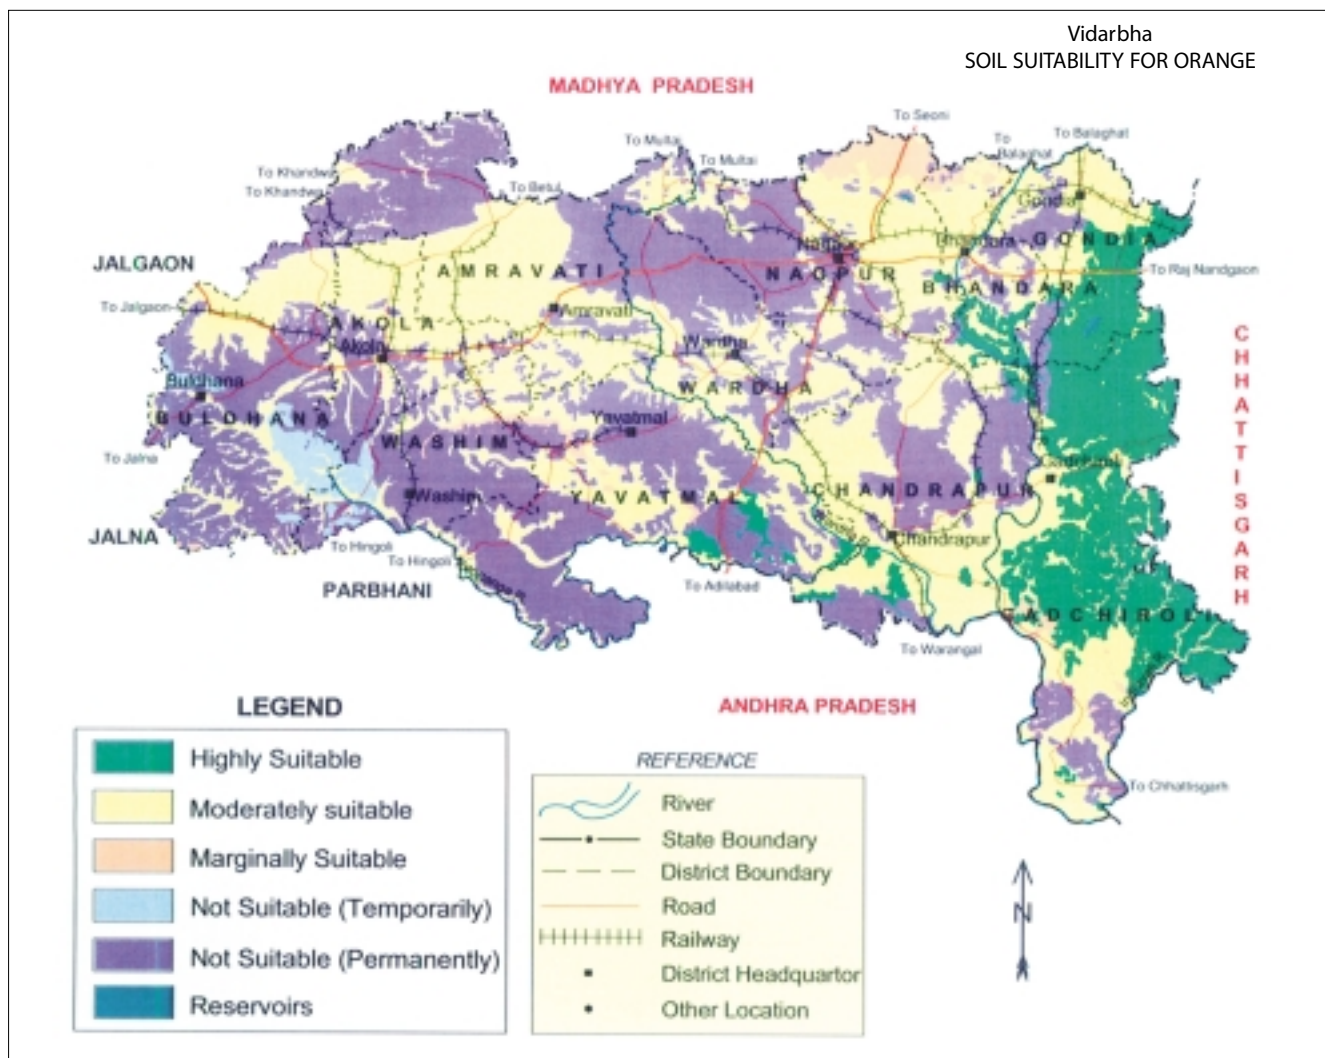 Vidarbha
SOIL SUITABILITY FOR ORANGE
MADHYA PRADESH
To Seoni
To Balaghat
To
Balaghat
To Multai
To Multai
To Khandwa
To Khandwa
To Betul
Gondia
JALGAON
Nagpur
Bhandara
GONDIA
AMRAVATI
NAGPUR
To Raj Nandgaon
BHANDARA
To Jalgaon
Amravati
AKOLA
Akola
Wardha
CHHATTISGARH
Buldhana
WARDHA
BULDHANA
Yavatmal
WASHIM
To Jalna
Gadchiroli
Washim
YAVATMAL
CHANDRAPUR
JALNA
Chandrapur
To Hingoli
To Hingoli
PARBHANI
To Adilabad
GADCHIROLI
To Warangal
ANDHRA PRADESH
To Chhattisgarh
LEGEND
Highly Suitable
Moderately suitable
Marginally Suitable
Not Suitable (Temporarily)
Not Suitable (Permanently)
Reservoirs
REFERENCE
River
State Boundary
District Boundary
Road
Railway
District Headquartor
Other Location
N